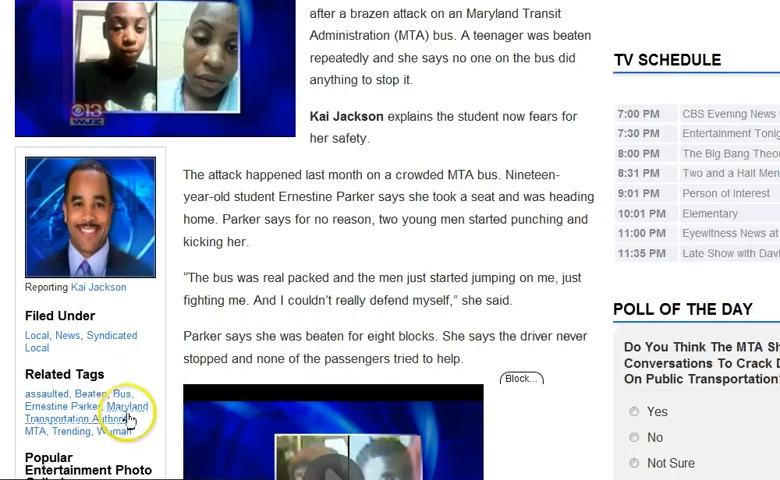 after a brazen attack on an Maryland Transit
Administration (MTA) bus. A teenager was beaten
repeatedly and she says no one on the bus did
anything to stop it.
Kai Jackson explains the student now fears for
her safety.
13
WJZ
The attack happened last month on a crowded MTA bus. Nineteen-
year-old student Ernestine Parker says she took a seat and was heading
home. Parker says for no reason, two young men started punching and
kicking her.
“The bus was real packed and the men just started jumping on me, just
fighting me. And I couldn’t really defend myself,” she said.
Parker says she was beaten for eight blocks. She says the driver never
stopped and none of the passengers tried to help.
Block...
Reporting Kai Jackson
Filed Under
Local, News, Syndicated
Local
Related Tags
assaulted, Beaten, Bus,
Ernestine Parker, Maryland
Transportation
MTA, Trending, Woman
Popular
Entertainment Photo
TV SCHEDULE
7:00 PM CBS Evening News
7:30 PM Entertainment Tonig
8:00 PM The Big Bang Theor
8:31 PM Two and a Half Men
9:01 PM Person of Interest
10:01 PM Elementary
11:00 PM Eyewitness News at
11:35 PM Late Show with Davi
POLL OF THE DAY
Do You Think The MTA Sh
Conversations To Crack D
On Public Transportation?
Yes
No
Not Sure